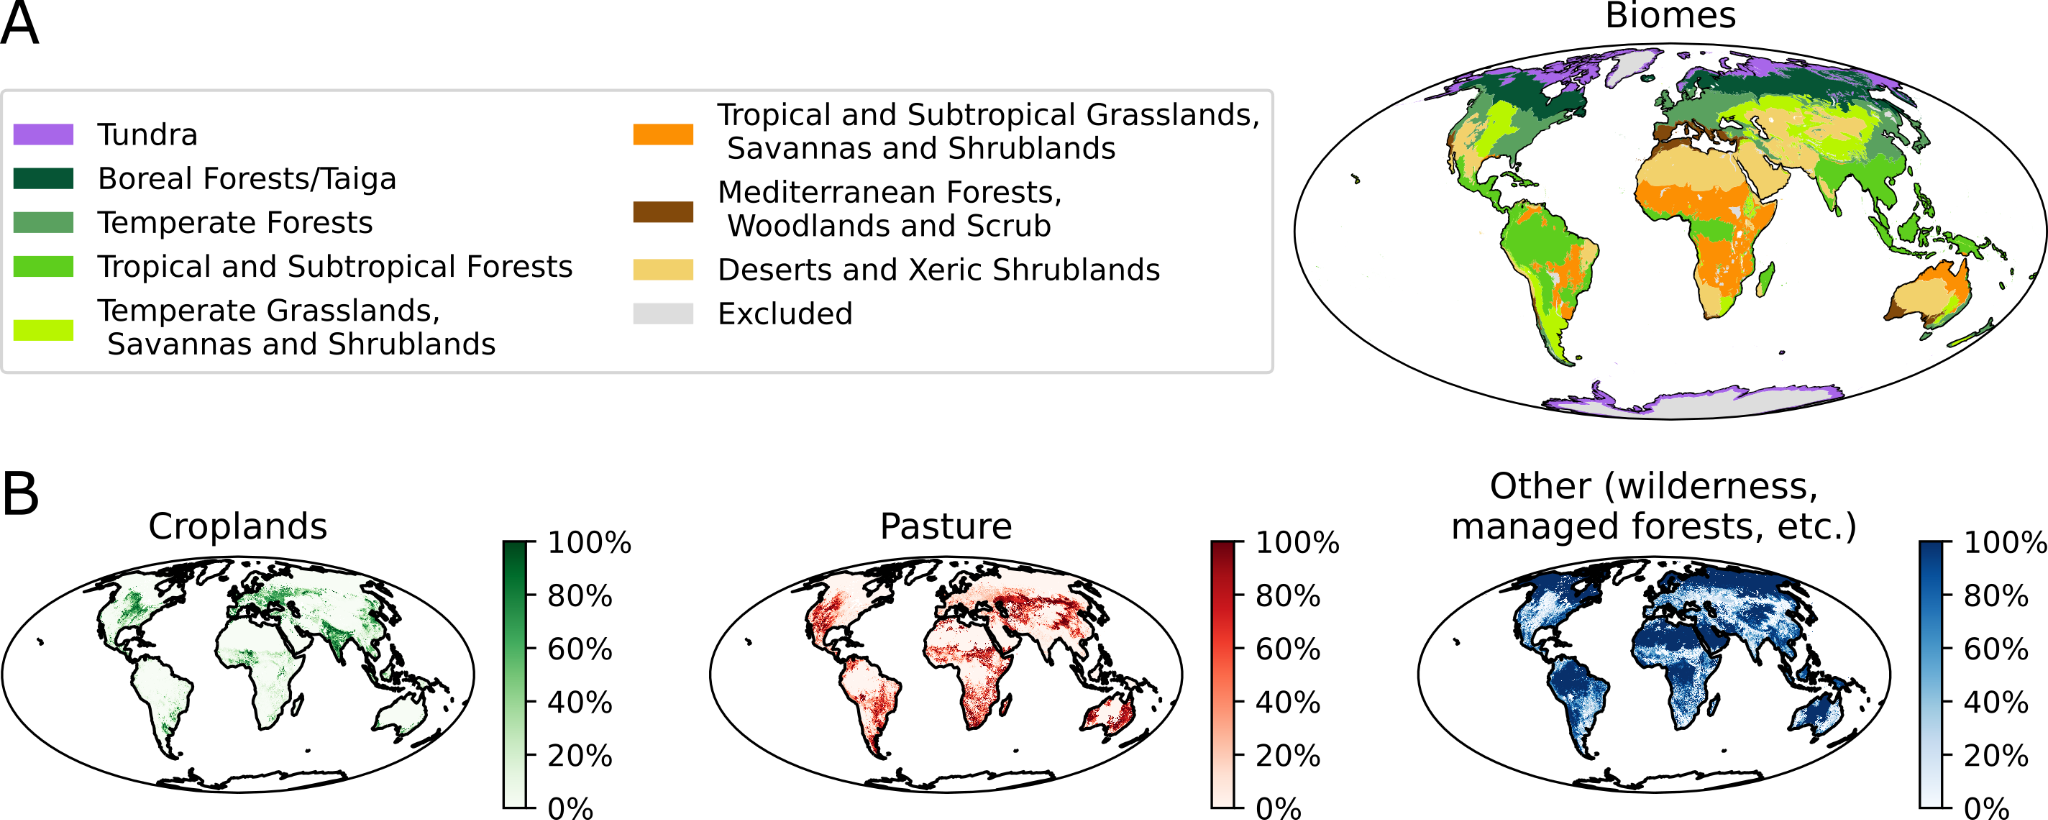 A
Biomes
Tundra
Boreal Forests/Taiga
Temperate Forests
Tropical and Subtropical Forests
Temperate Grasslands,
Savannas and Shrublands
Tropical and Subtropical Grasslands,
Savannas and Shrublands
Mediterranean Forests,
Woodlands and Scrub
Deserts and Xeric Shrublands
Excluded
B
Croplands
100%
80%
60%
40%
20%
0%
Pasture
100%
80%
60%
40%
20%
0%
Other (wilderness,
managed forests, etc.)
100%
80%
60%
40%
20%
0%